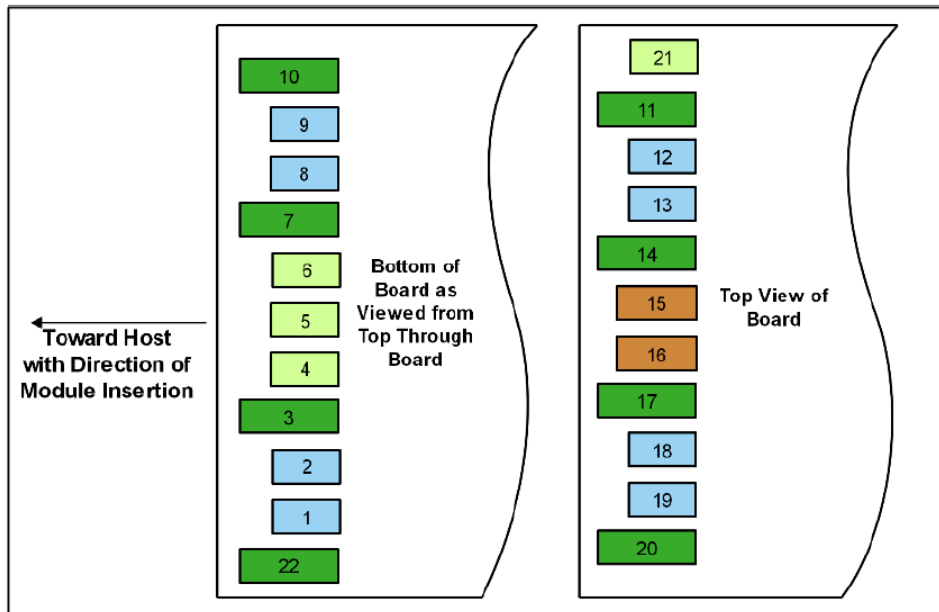 10
9
8
7
6
5
4
3
2
1
22
Bottom of
Board as
Viewed from
Top Through
Board
Toward Host
with Direction of
Module Insertion
21
11
12
13
14
15
16
17
18
19
20
Top View of
Board